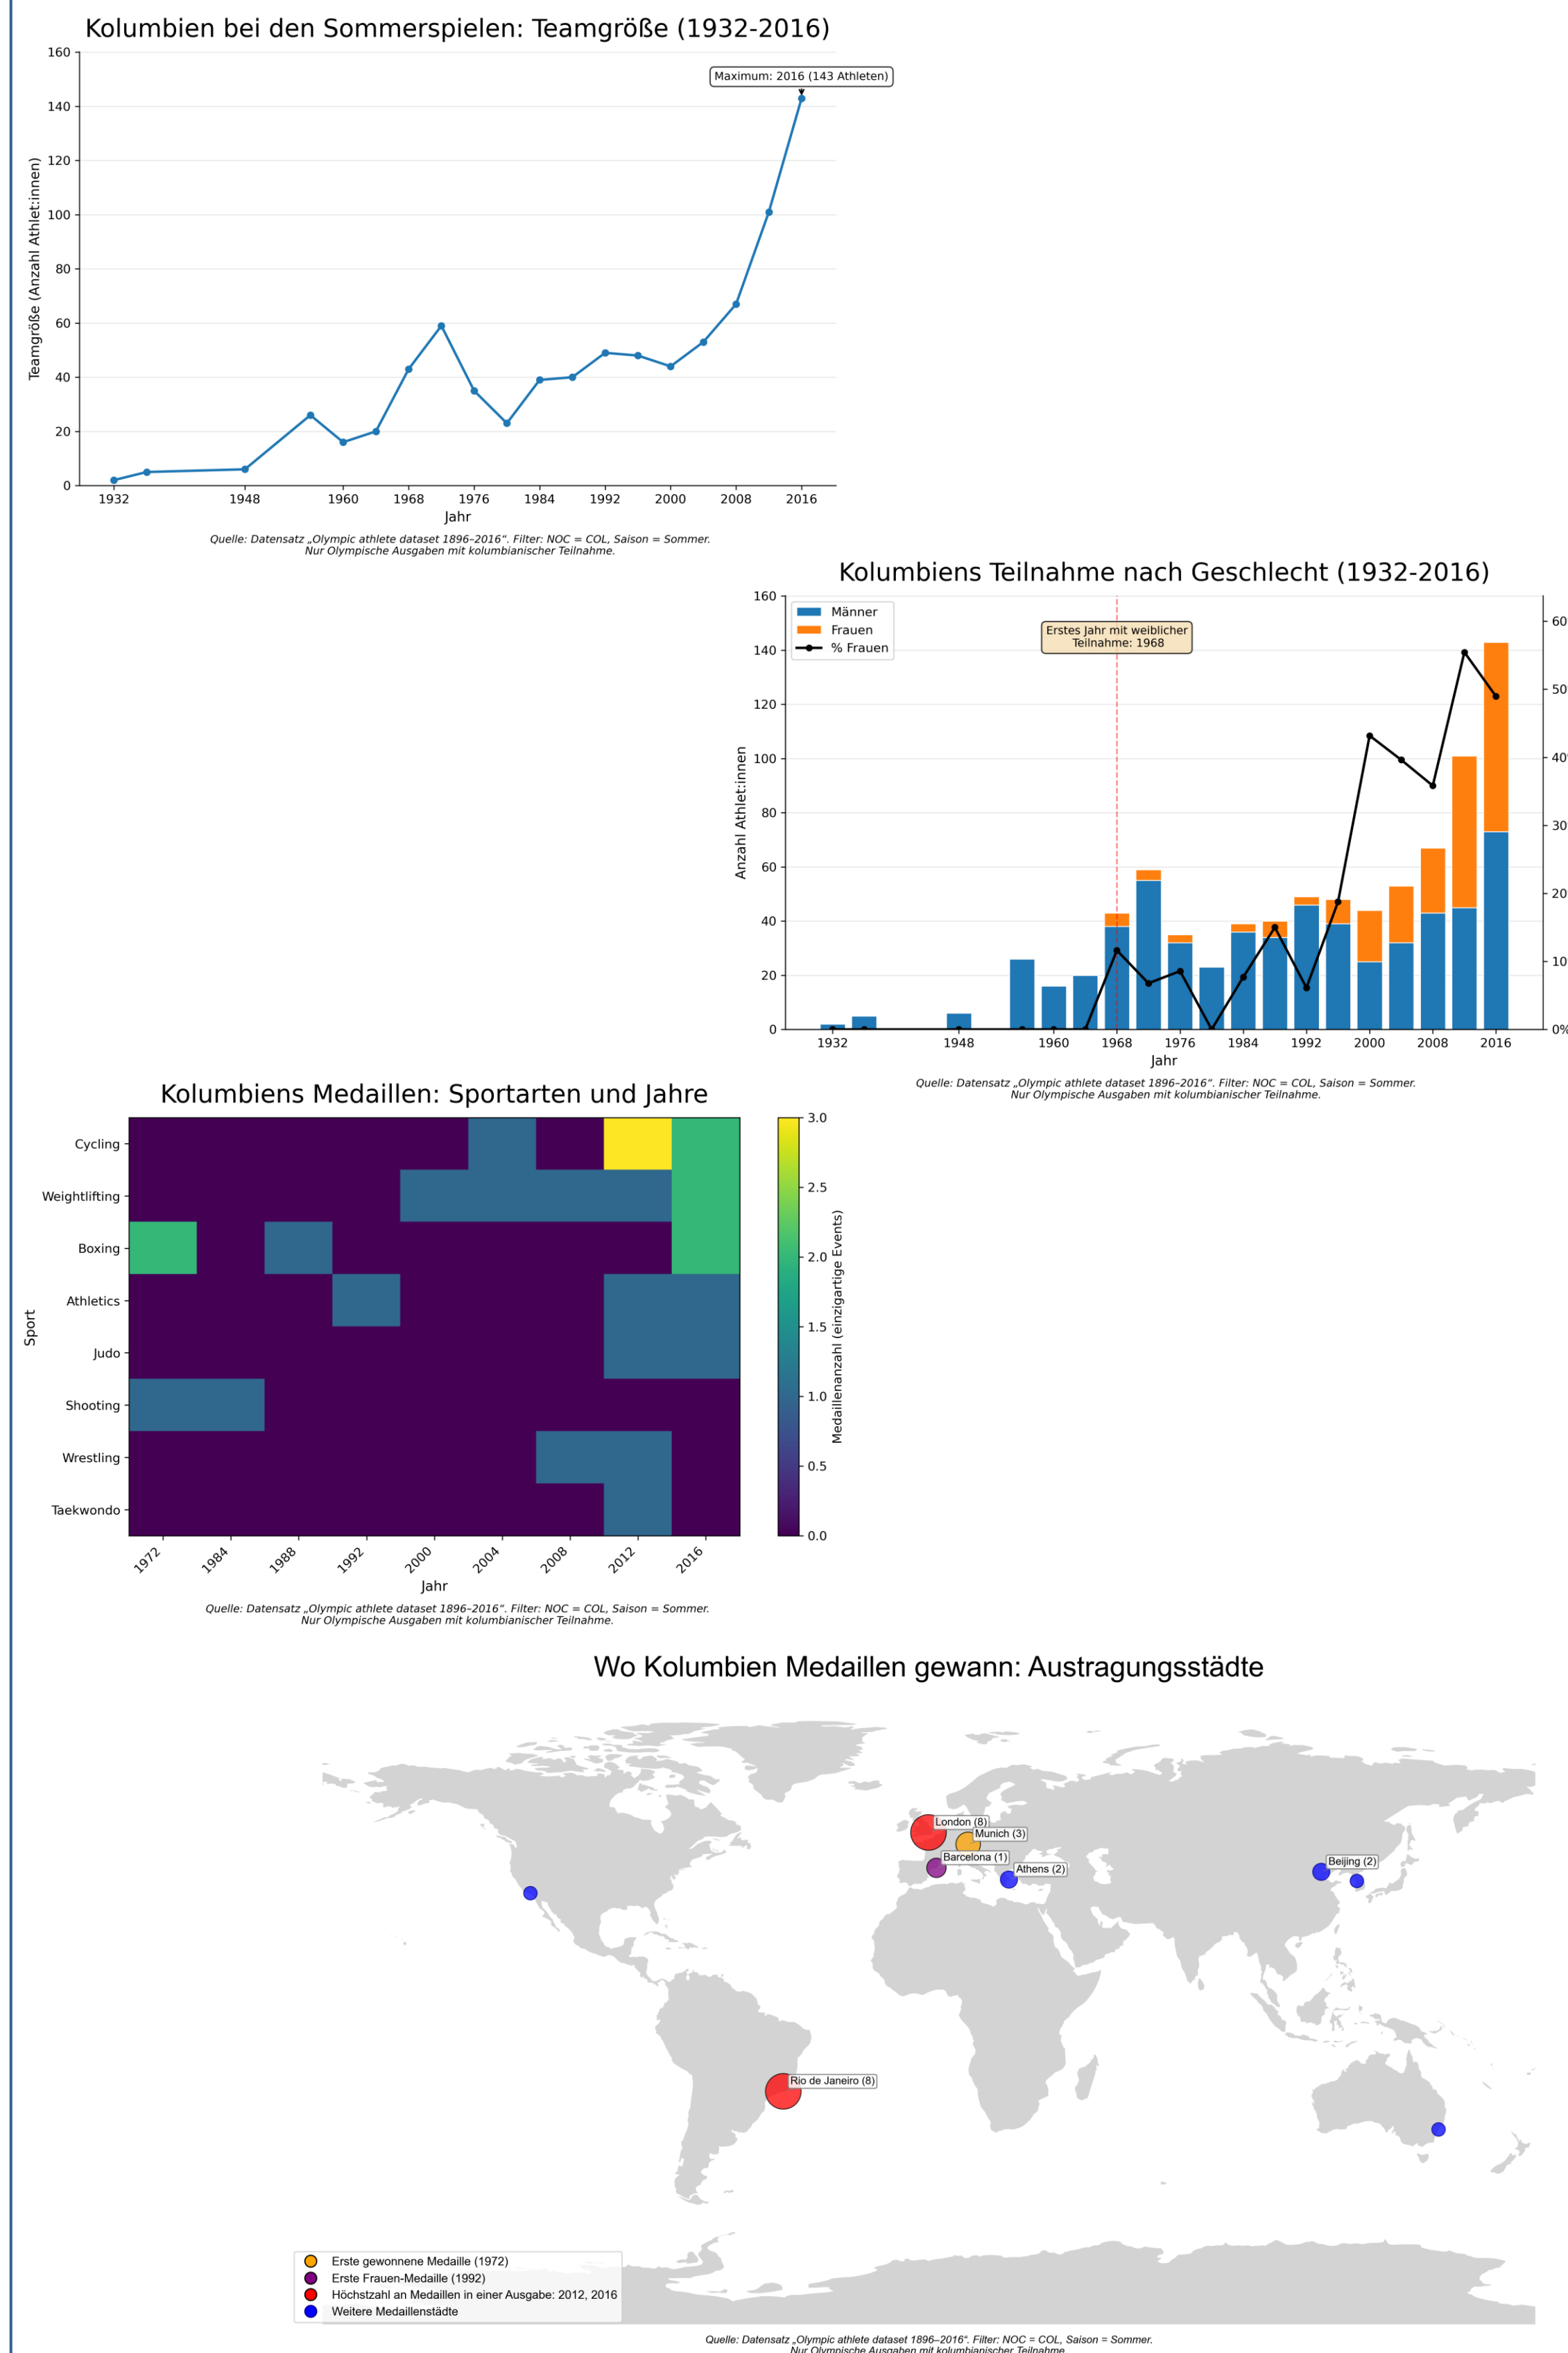 Kolumbien bei den Sommerspielen: Teamgröße (1932-2016)
160
140
120
100
80
60
40
20
0
Teamgröße (Anzahl Athlet:innen)
Maximum: 2016 (143 Athleten)
1932 1948 1960 1968 1976 1984 1992 2000 2008 2016
Jahr
Quelle: Datensatz „Olympic athlete dataset 1896–2016“. Filter: NOC = COL, Saison = Sommer.
Nur Olympische Ausgaben mit kolumbianischer Teilnahme.
Kolumbiens Teilnahme nach Geschlecht (1932-2016)
Männer
Frauen
% Frauen
Erstes Jahr mit weiblicher
Teilnahme: 1968
160
140
120
100
80
60
40
20
0
Anzahl Athlet:innen
60
50
40
30
20
10
0%
1932 1948 1960 1968 1976 1984 1992 2000 2008 2016
Jahr
Quelle: Datensatz „Olympic athlete dataset 1896–2016“. Filter: NOC = COL, Saison = Sommer.
Nur Olympische Ausgaben mit kolumbianischer Teilnahme.
Kolumbiens Medaillen: Sportarten und Jahre
Sport
Cycling
Weightlifting
Boxing
Athletics
Judo
Shooting
Wrestling
Taekwondo
1972 1984 1988 1992 2000 2004 2008 2012 2016
Jahr
3.0
2.5
2.0
1.5
1.0
0.5
0.0
Medaillenanzahl (einzigartige Events)
Quelle: Datensatz „Olympic athlete dataset 1896–2016“. Filter: NOC = COL, Saison = Sommer.
Nur Olympische Ausgaben mit kolumbianischer Teilnahme.
Wo Kolumbien Medaillen gewann: Austragungsstädte
London (8)
Munich (3)
Barcelona (1)
Athens (2)
Beijing (2)
Rio de Janeiro (8)
Erste gewonnene Medaille (1972)
Erste Frauen-Medaille (1992)
Höchstzahl an Medaillen in einer Ausgabe: 2012, 2016
Weitere Medaillenstädte
Quelle: Datensatz „Olympic athlete dataset 1896–2016“. Filter: NOC = COL, Saison = Sommer.
Nur Olympische Ausgaben mit kolumbianischer Teilnahme.